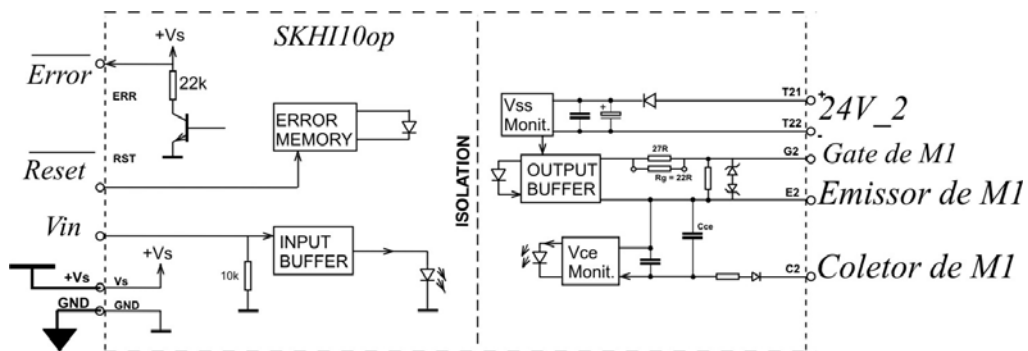 SKHI10op
+Vs
Error
22k
ERR
ERROR
MEMORY
RST
Reset
Vin
INPUT
BUFFER
10k
+Vs
+Vs
Vs
GND
GND
ISOLATION
T21
+
Vss
Monit.
+
24V_2
T22
-
27R
G2
Gate de M1
OUTPUT
BUFFER
Rg = 22R
E2
Emissor de M1
Cce
Vce
Monit.
C2
Coletor de M1